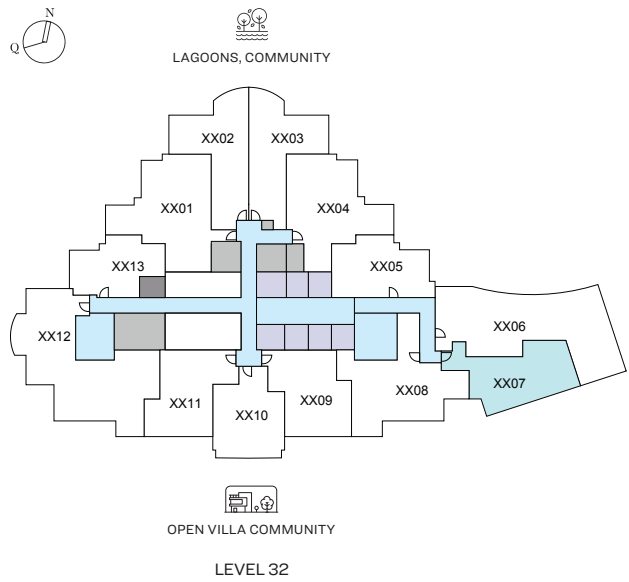 N
Q
LAGOONS, COMMUNITY
XX02
XX03
XX01
XX04
XX13
XX05
XX12
XX06
XX07
XX08
XX11
XX10
XX09
OPEN VILLA COMMUNITY
LEVEL 32